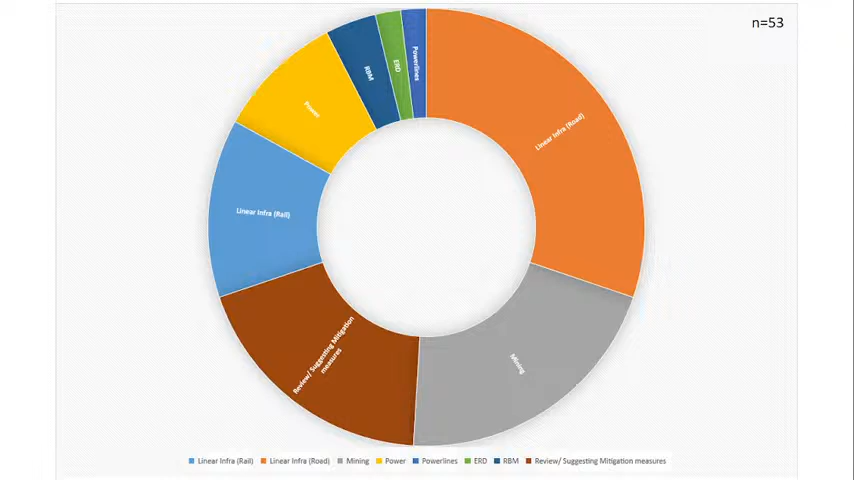 n=53
Powerlines
ERD
RBM
Power
Linear Infra (Road)
Linear Infra (Rail)
Review/ Suggesting Mitigation
measures
Mining
Linear Infra (Rail) Linear Infra (Road) Mining Power Powerlines ERD RBM Review/ Suggesting Mitigation measures